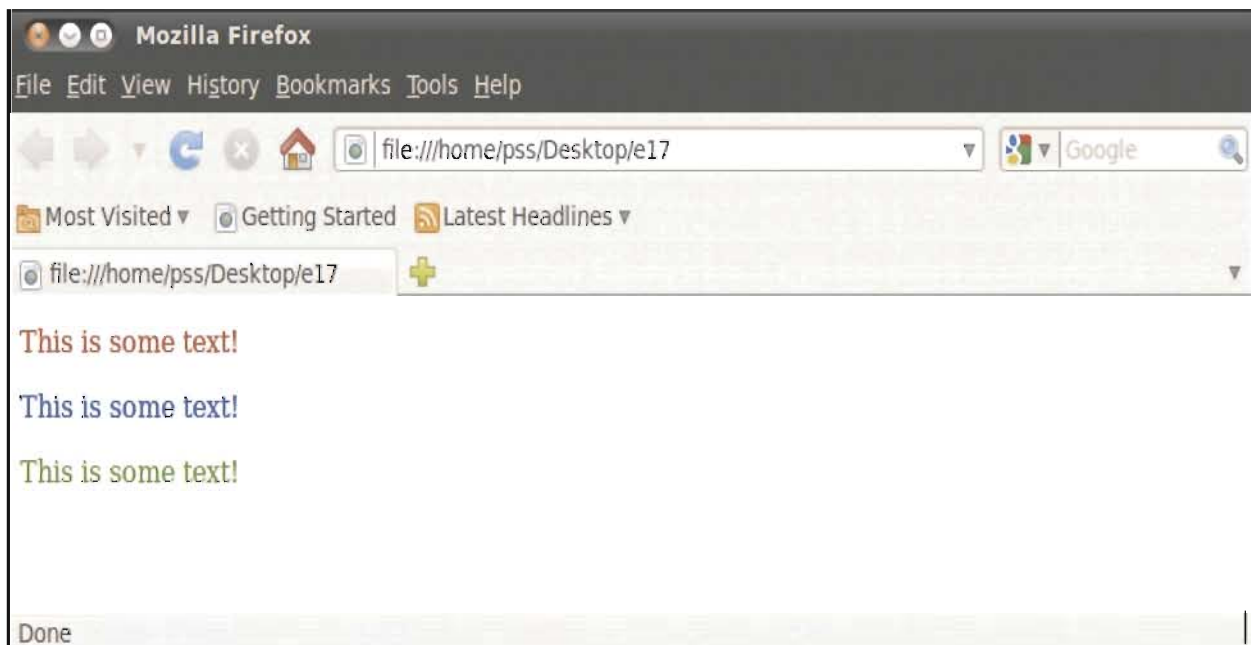 Mozilla Firefox
File Edit View History Bookmarks Tools Help
file:///home/pss/Desktop/e17 Google
Most Visited Getting Started Latest Headlines
file:///home/pss/Desktop/e17
This is some text!
This is some text!
This is some text!
Done